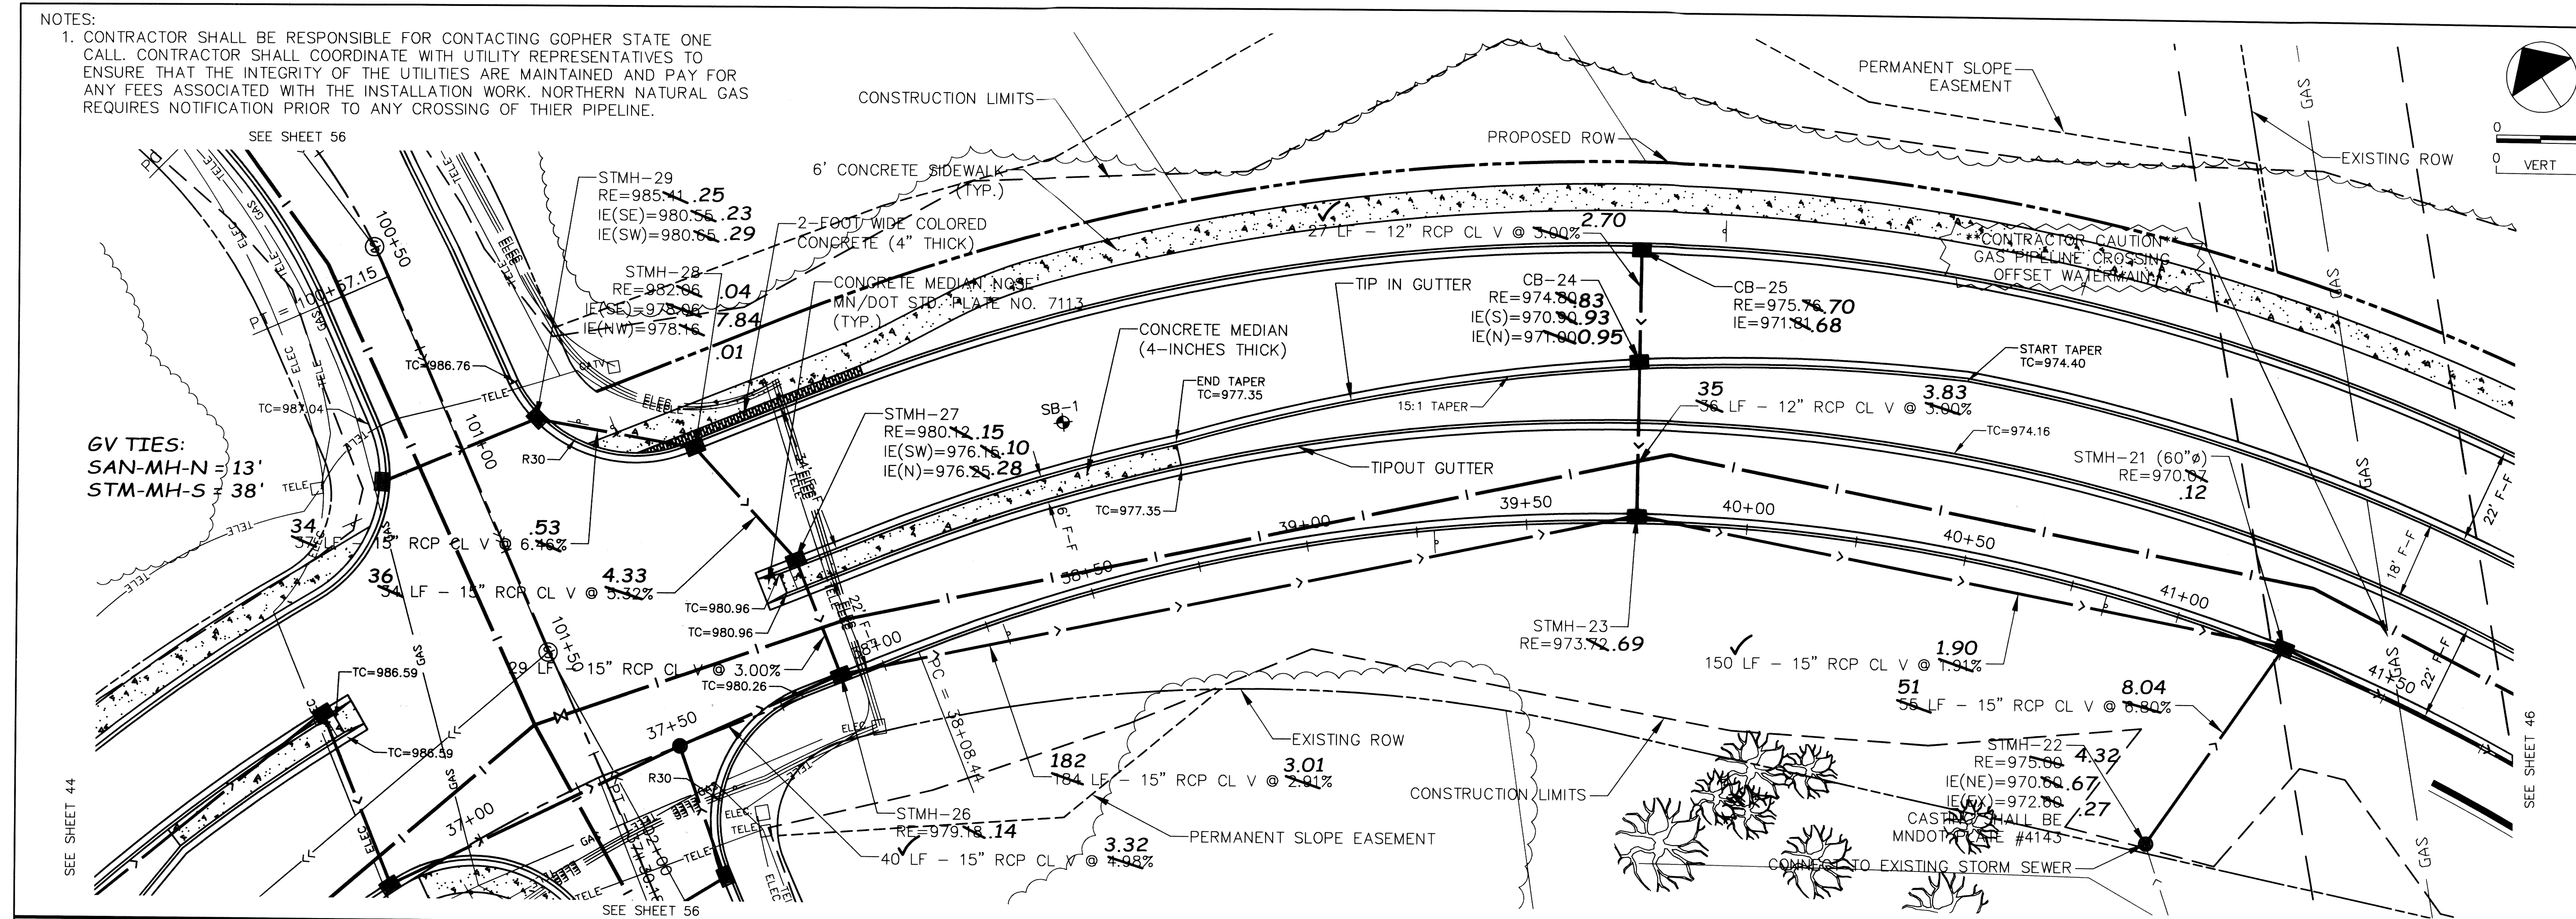 NOTES:
1. CONTRACTOR SHALL BE RESPONSIBLE FOR CONTACTING GOPHER STATE ONE
CALL. CONTRACTOR SHALL COORDINATE WITH UTILITY REPRESENTATIVES TO
ENSURE THAT THE INTEGRITY OF THE UTILITIES ARE MAINTAINED AND PAY FOR
ANY FEES ASSOCIATED WITH THE INSTALLATION WORK. NORTHERN NATURAL GAS
REQUIRES NOTIFICATION PRIOR TO ANY CROSSING OF THIER PIPELINE.
SEE SHEET 56
CONSTRUCTION LIMITS
PERMANENT SLOPE
EASEMENT
PROPOSED ROW
EXISTING ROW
0
0
VERT
6' CONCRETE SIDEWALK
(TYP.)
STMH-29
RE=985.41 .25
IE(SE)=980.55 .23
IE(SW)=980.65 .29
2-FOOT WIDE COLORED
CONCRETE (4" THICK)
2.70
27 LF - 12" RCP CL V @ 3.00%
**CONTRACTOR CAUTION**
GAS PIPELINE CROSSING
OFFSET WATERMAIN
STMH-28
RE=982.06 .04
IE(SE)=978.06 7.84
IE(NW)=978.16
.01
CONCRETE MEDIAN NOSE
MN/DOT STD. PLATE NO. 7113
(TYP.)
TIP IN GUTTER
CB-24
RE=974.80 .83
IE(S)=970.90 .93
IE(N)=971.00 0.95
CB-25
RE=975.76 .70
IE=971.81 .68
CONCRETE MEDIAN
(4-INCHES THICK)
START TAPER
TC=974.40
END TAPER
TC=977.35
15:1 TAPER
100+50
100+57.15
PT =
PC
TC=986.76
TC=987.04
CATV
TELE
ELEC
GAS
R30
101+00
GV TIES:
SAN-MH-N = 13'
STM-MH-S = 38'
SB-1
STMH-27
RE=980.12 .15
IE(SW)=976.15 .10
IE(N)=976.25 .28
35 3.83
36 LF - 12" RCP CL V @ 3.00%
TC=974.16
TIPOUT GUTTER
STMH-21 (60"ø)
RE=970.07
.12
TC=977.35
6' F-F
38+50
39+00
39+50
40+00
40+50
41+00
41+50
22' F-F
18' F-F
22' F-F
34 .53
37 LF - 15" RCP CL V @ 6.46%
36 4.33
34 LF - 15" RCP CL V @ 5.32%
TC=980.96
TC=980.96
22' F-F
38+00
101+50
29 LF - 15" RCP CL V @ 3.00%
TC=980.26
STMH-23
RE=973.72 .69
1.90
150 LF - 15" RCP CL V @ 1.91%
51 8.04
55 LF - 15" RCP CL V @ 6.80%
TC=986.59
TC=986.59
37+50
PC = 38+08.44
EXISTING ROW
182 3.01
184 LF - 15" RCP CL V @ 2.91%
R30
37+00
102+00
STMH-26
RE=979.18 .14
3.32
40 LF - 15" RCP CL V @ 4.98%
PERMANENT SLOPE EASEMENT
CONSTRUCTION LIMITS
STMH-22
RE=975.00 4.32
IE(NE)=970.60 .67
IE(EX)=972.80
.27
CASTING SHALL BE
MNDOT PLATE #4143
CONNECT TO EXISTING STORM SEWER
SEE SHEET 44
SEE SHEET 46
SEE SHEET 56